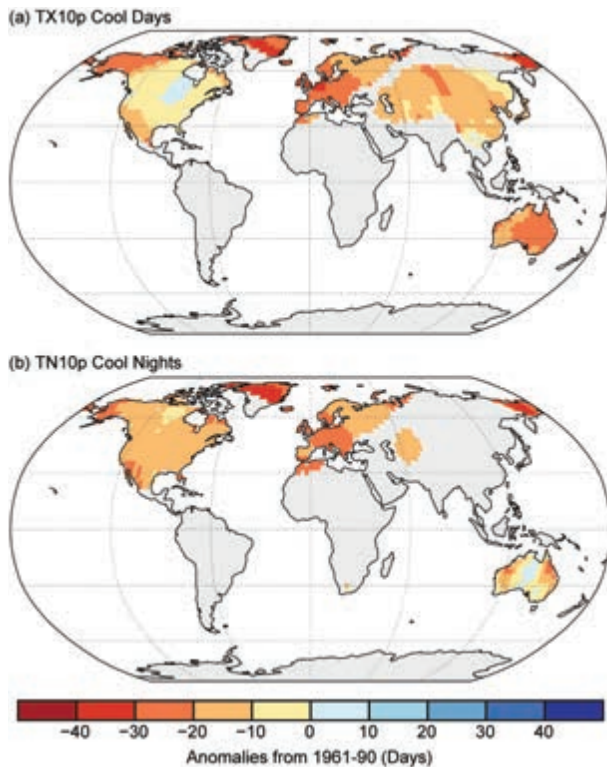 (a) TX10p Cool Days
(b) TN10p Cool Nights
−40 −30 −20 −10 0 10 20 30 40
Anomalies from 1961-90 (Days)